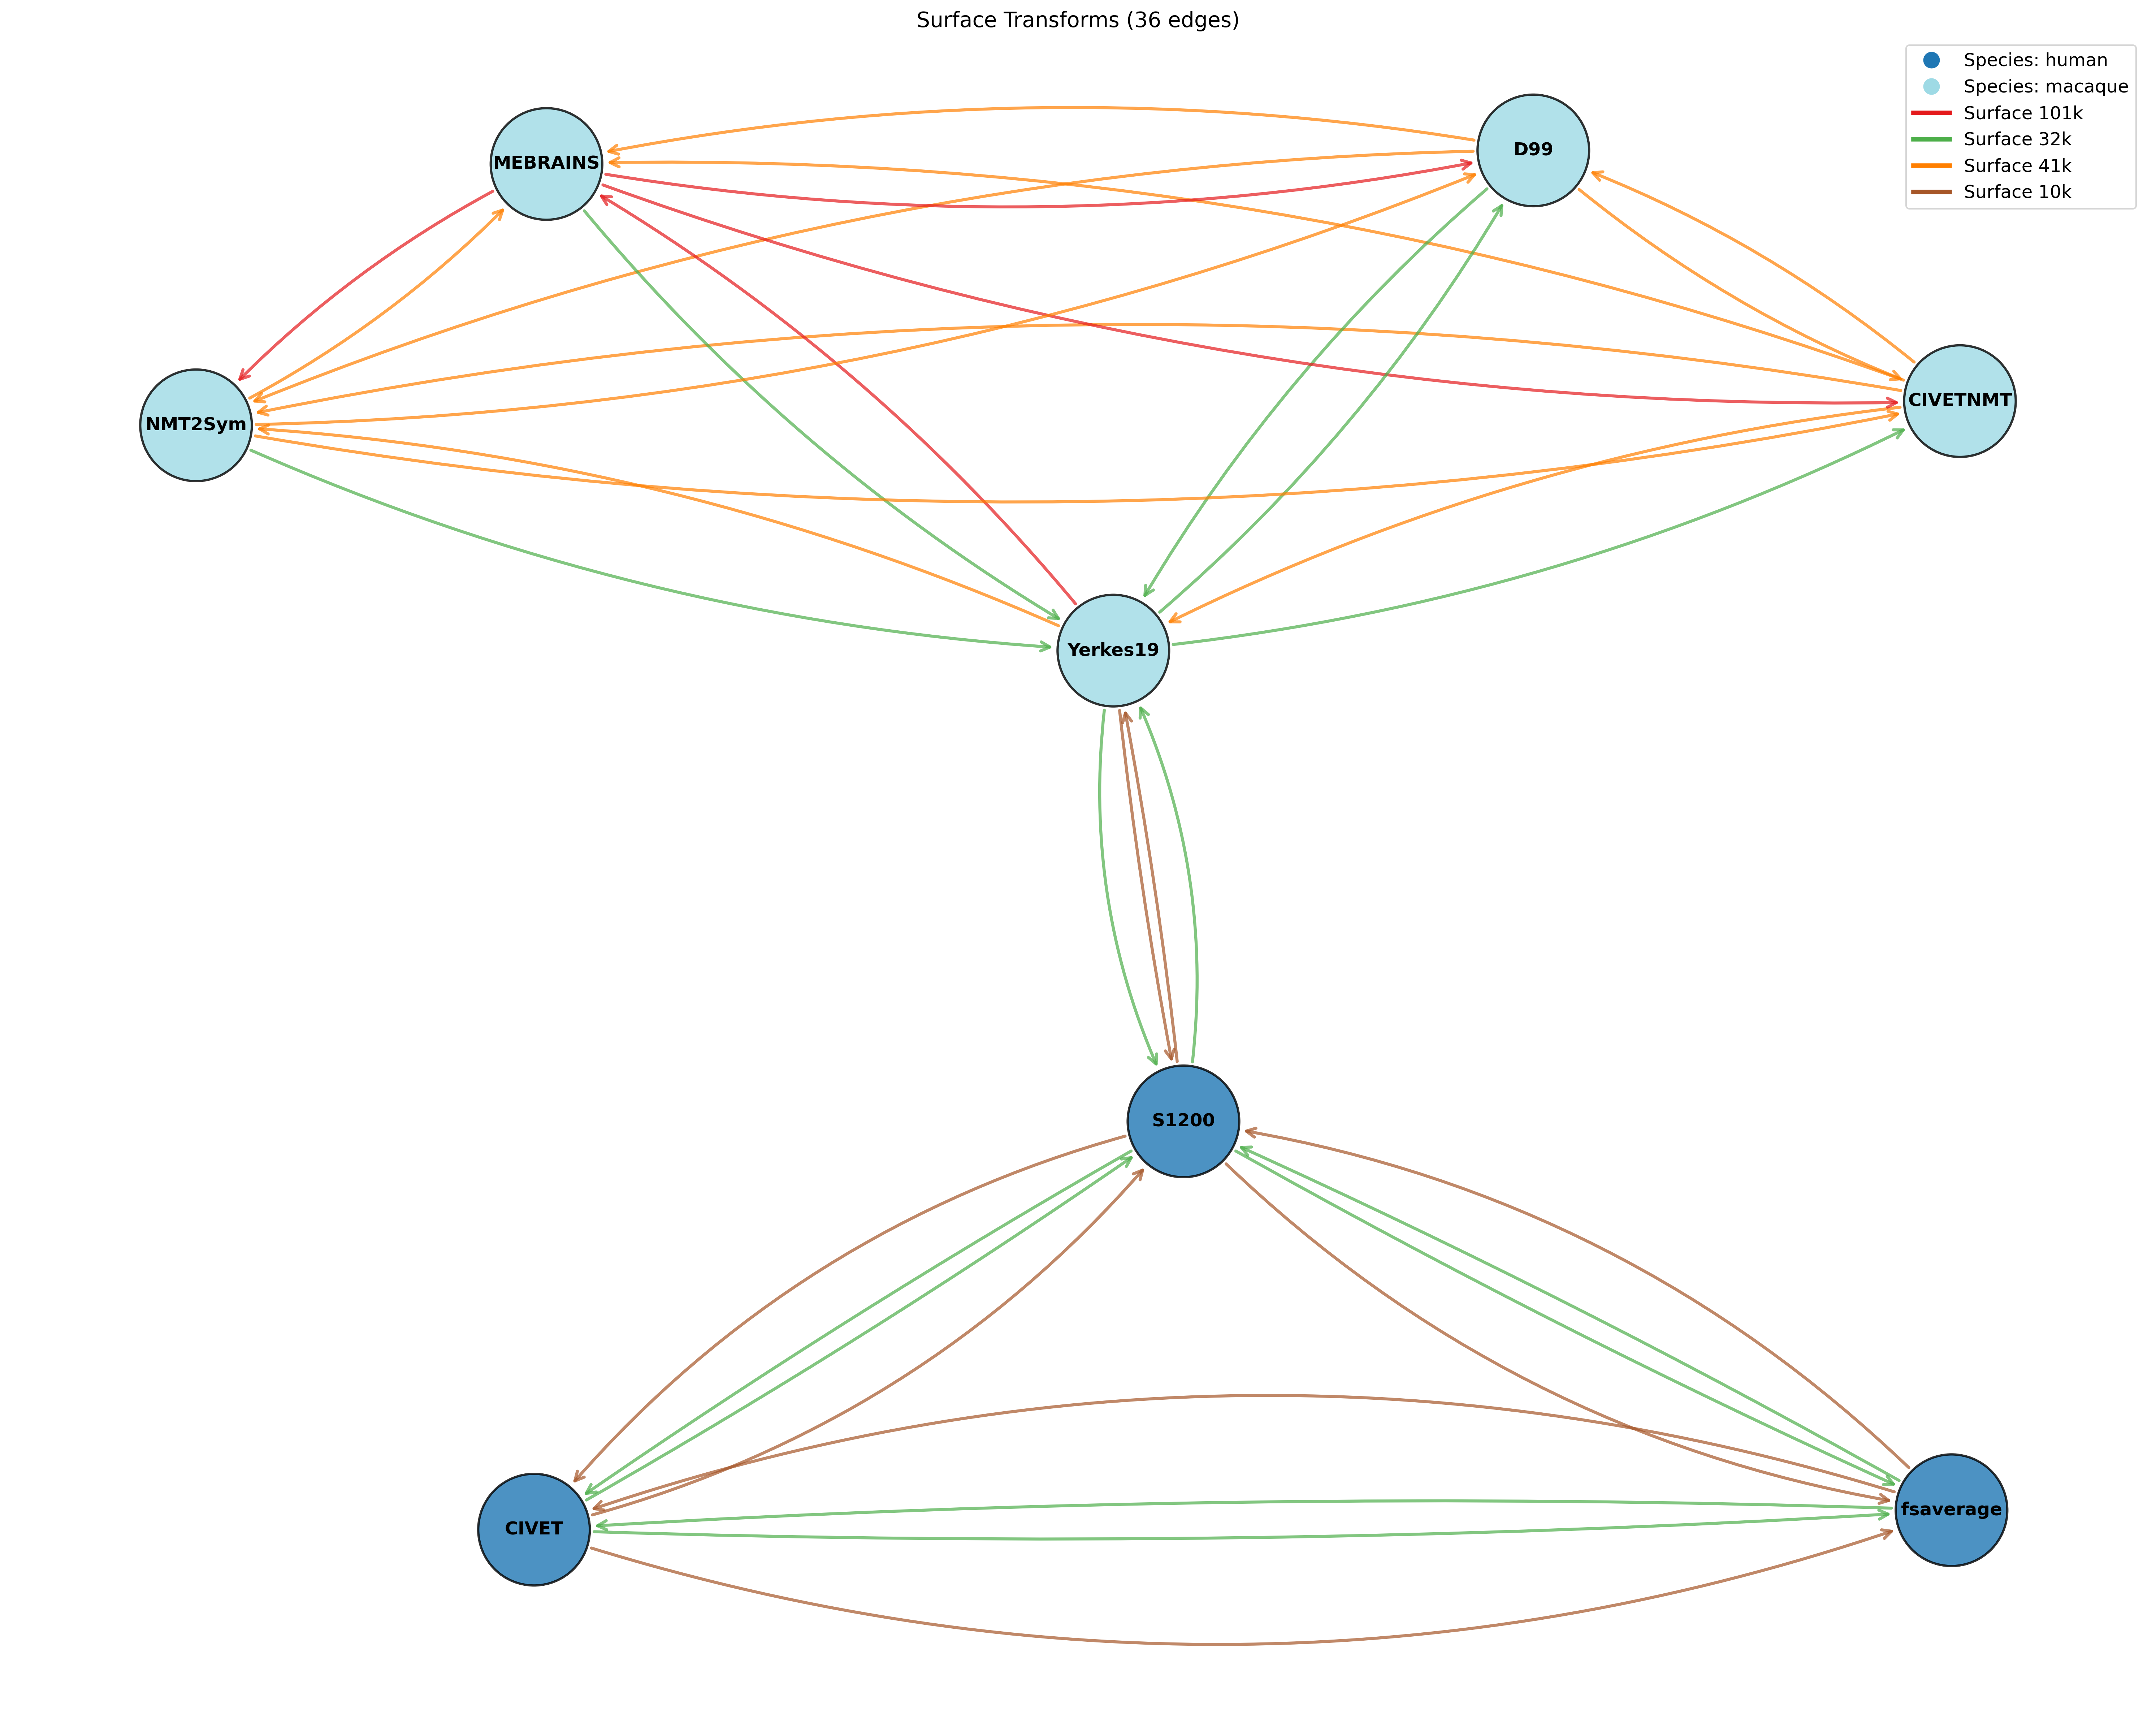 Surface Transforms (36 edges)
Species: human
Species: macaque
Surface 101k
Surface 32k
Surface 41k
Surface 10k
D99
MEBRAINS
CIVETNMT
NMT2Sym
Yerkes19
S1200
fsaverage
CIVET